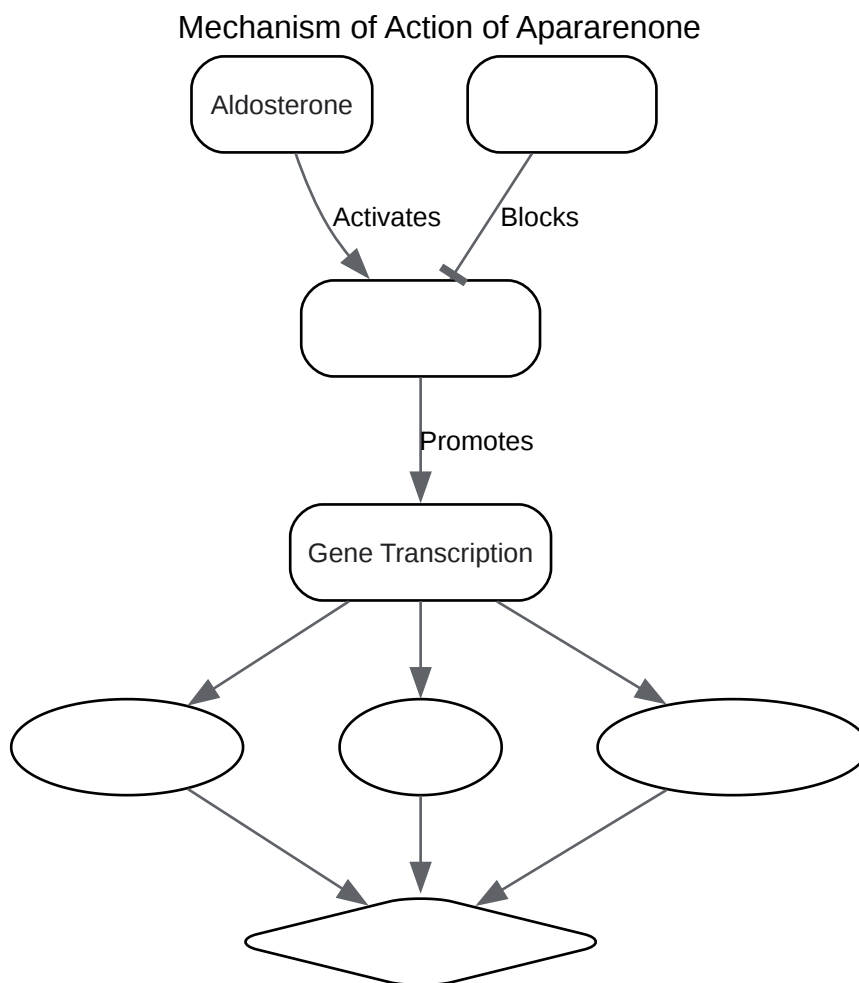 Mechanism of Action of Apararenone
Aldosterone
Activates
Blocks
Promotes
Gene Transcription